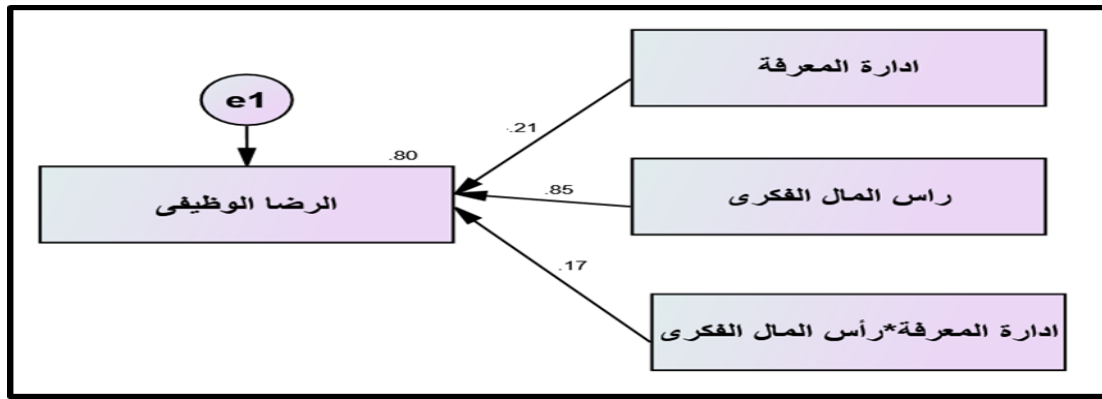 ادارة المعرفة
e1
.21
.80
الرضا الوظيفى
.85
راس المال الفكرى
.17
ادارة المعرفة*رأس المال الفكرى